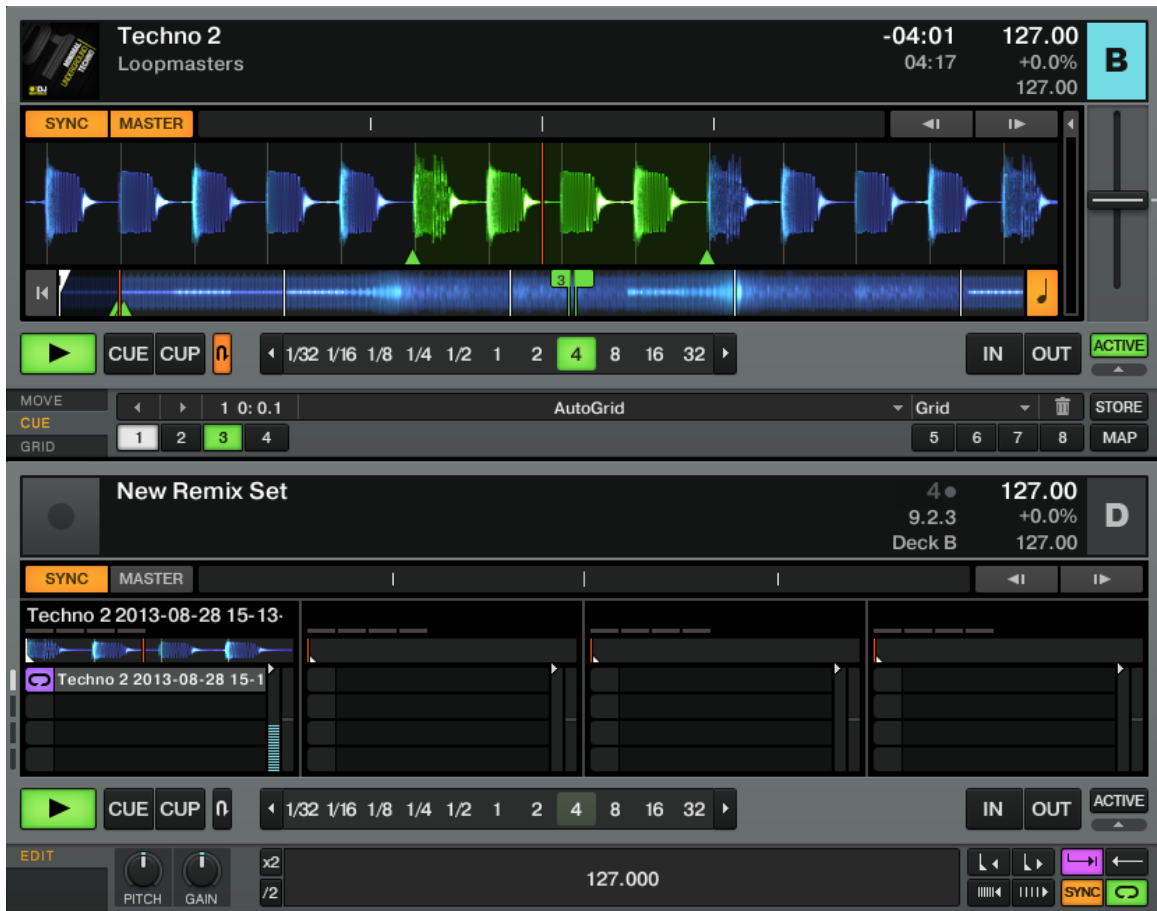 Techno 2 -04:01 127.00 B
Loopmasters 04:17 +0.0%
127.00
MINIMAL
UNDERGROUND
TECHNO
SYNC MASTER
3
CUE CUP 1/32 1/16 1/8 1/4 1/2 1 2 4 8 16 32 IN OUT ACTIVE
MOVE
CUE
GRID
1 0: 0.1 AutoGrid Grid STORE
1 2 3 4 5 6 7 8 MAP
New Remix Set 4 127.00 D
9.2.3 +0.0%
Deck B 127.00
SYNC MASTER
Techno 2 2013-08-28 15-13-
Techno 2 2013-08-28 15-1
CUE CUP 1/32 1/16 1/8 1/4 1/2 1 2 4 8 16 32 IN OUT ACTIVE
EDIT
PITCH GAIN
x2
/2
127.000
SYNC